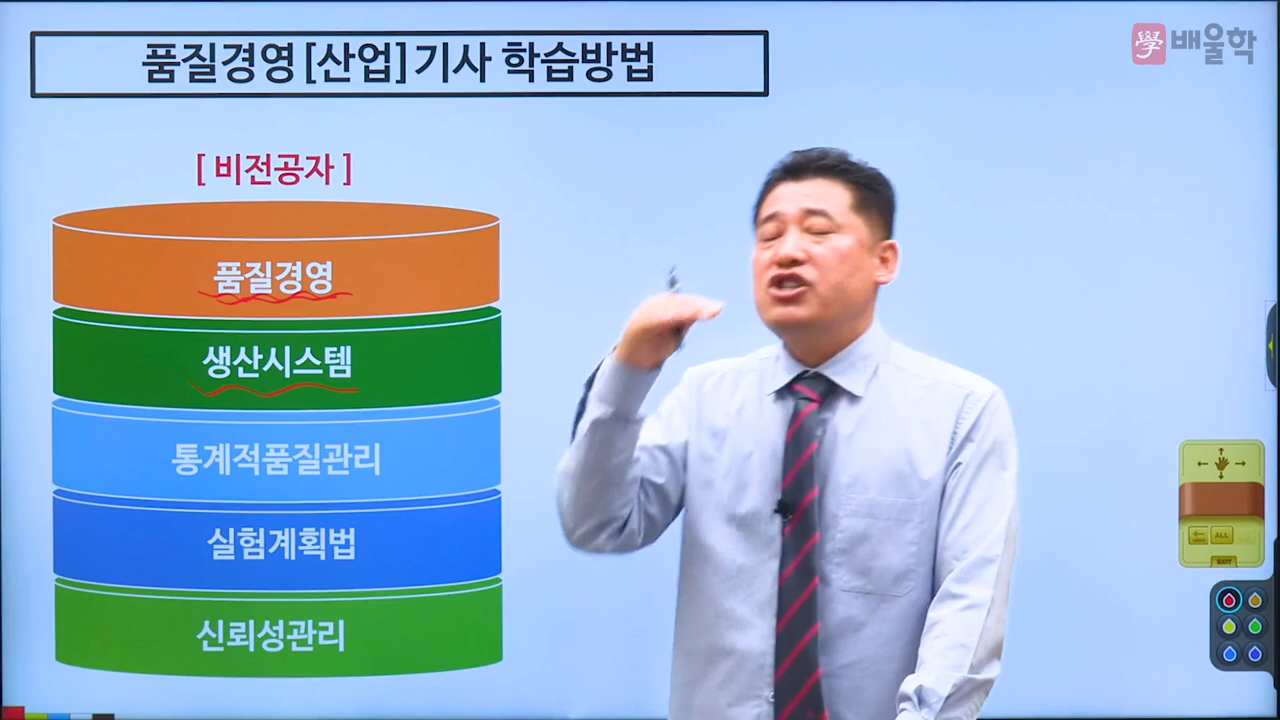 품질경영[산업]기사 학습방법
學 배울학
[ 비전공자 ]
품질경영
생산시스템
통계적품질관리
실험계획법
신뢰성관리
ALL
EXIT